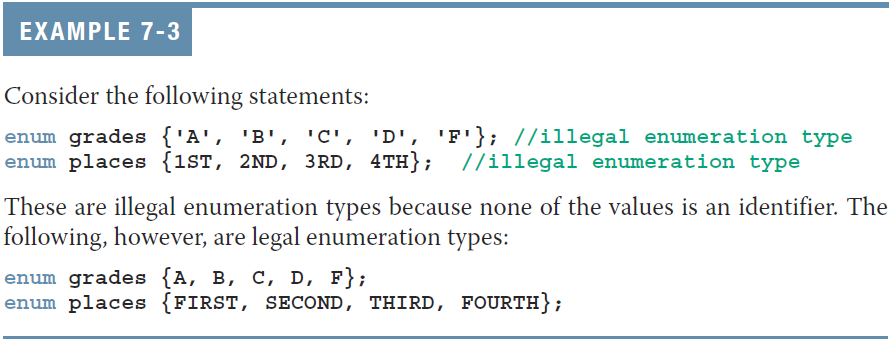 EXAMPLE 7-3
Consider the following statements:
enum grades {'A', 'B', 'C', 'D', 'F'}; //illegal enumeration type
enum places {1ST, 2ND, 3RD, 4TH}; //illegal enumeration type
These are illegal enumeration types because none of the values is an identifier. The
following, however, are legal enumeration types:
enum grades {A, B, C, D, F};
enum places {FIRST, SECOND, THIRD, FOURTH};